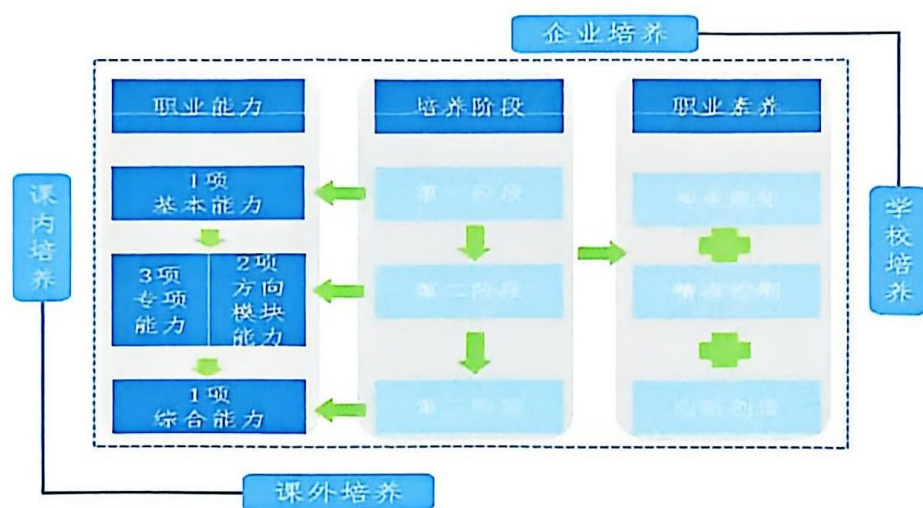 企业培养
职业能力
培养阶段
职业素养
课内培养
学校培养
1项
基本能力
第一阶段
3项
专项
能力
2项
方向
模块
能力
第二阶段
1项
综合能力
课外培养